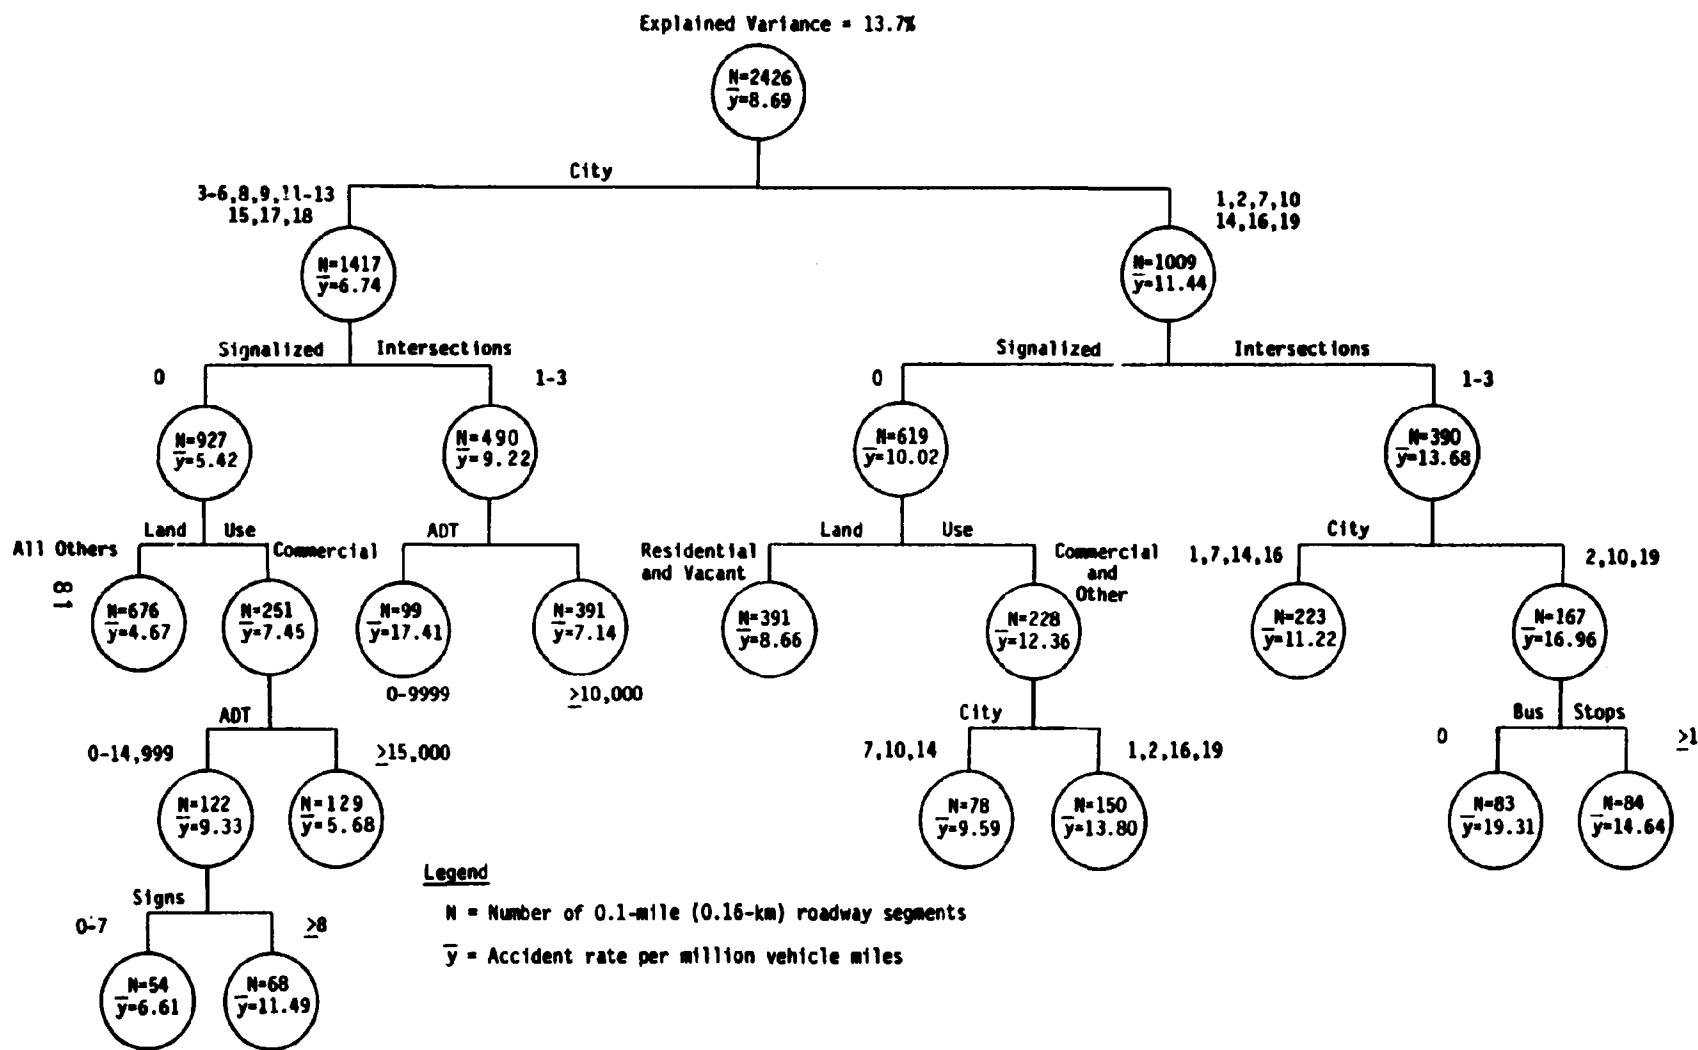 Explained Variance = 13.7%
N=2426
y̅=8.69
City
3-6,8,9,11-13
15,17,18
1,2,7,10
14,16,19
N=1417
y̅=6.74
N=1009
y̅=11.44
Signalized Intersections
0
1-3
Signalized Intersections
0
1-3
N=927
y̅=5.42
N=490
y̅=9.22
N=619
y̅=10.02
N=390
y̅=13.68
Land Use
All Others
Commercial
ADT
Land Use
Residential
and Vacant
Commercial
and
Other
City
1,7,14,16
2,10,19
81
N=676
y̅=4.67
N=251
y̅=7.45
N=99
y̅=17.41
N=391
y̅=7.14
N=391
y̅=8.66
N=228
y̅=12.36
N=223
y̅=11.22
N=167
y̅=16.96
0-9999
≥10,000
ADT
0-14,999
≥15,000
City
7,10,14
1,2,16,19
Bus Stops
0
≥1
N=122
y̅=9.33
N=129
y̅=5.68
N=78
y̅=9.59
N=150
y̅=13.80
N=83
y̅=19.31
N=84
y̅=14.64
Signs
0-7
≥8
N=54
y̅=6.61
N=68
y̅=11.49
Legend
N = Number of 0.1-mile (0.16-km) roadway segments
y̅ = Accident rate per million vehicle miles